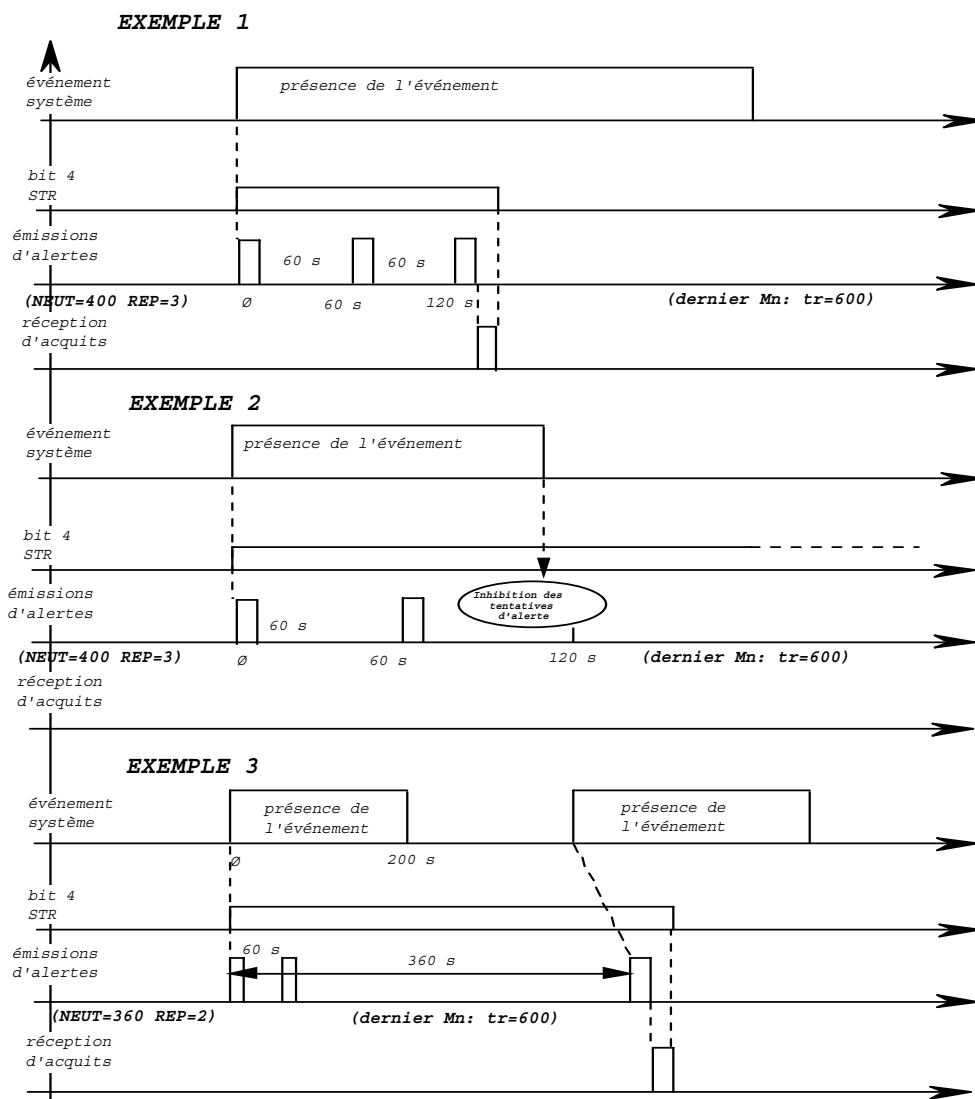 EXEMPLE 1
événement
système
présence de l'événement
bit 4
STR
émissions
d'alertes
60 s
60 s
(NEUT=400 REP=3)
Ø
60 s
120 s
(dernier Mn: tr=600)
réception
d'acquits
EXEMPLE 2
événement
système
présence de l'événement
bit 4
STR
émissions
d'alertes
60 s
Inhibition des
tentatives
d'alerte
(NEUT=400 REP=3)
Ø
60 s
120 s
(dernier Mn: tr=600)
réception
d'acquits
EXEMPLE 3
événement
système
présence de
l'événement
présence de
l'événement
Ø
200 s
bit 4
STR
émissions
d'alertes
60 s
360 s
(NEUT=360 REP=2)
(dernier Mn: tr=600)
réception
d'acquits